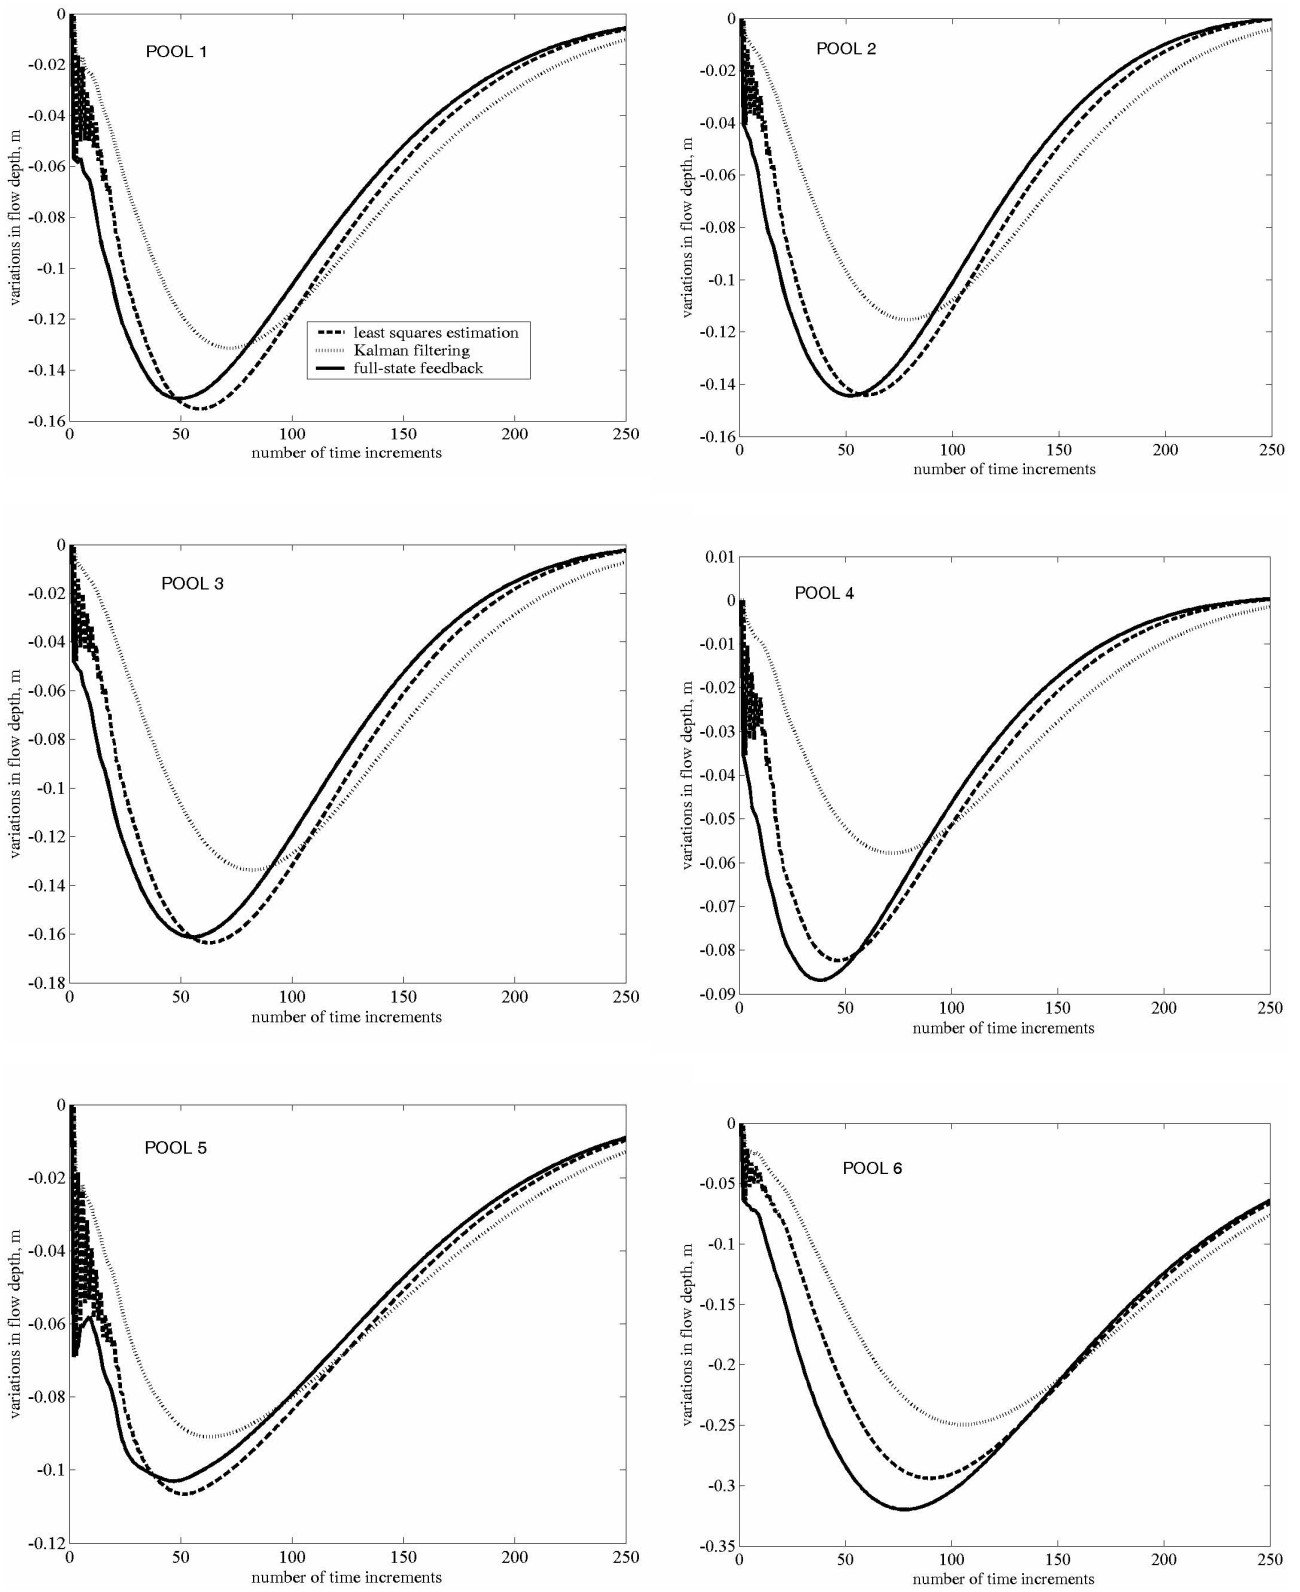 POOL 1
variations in flow depth, m
0
-0.02
-0.04
-0.06
-0.08
-0.1
-0.12
-0.14
-0.16
least squares estimation
Kalman filtering
full-state feedback
0 50 100 150 200 250
number of time increments
POOL 2
variations in flow depth, m
0
-0.02
-0.04
-0.06
-0.08
-0.1
-0.12
-0.14
-0.16
0 50 100 150 200 250
number of time increments
POOL 3
variations in flow depth, m
0
-0.02
-0.04
-0.06
-0.08
-0.1
-0.12
-0.14
-0.16
-0.18
0 50 100 150 200 250
number of time increments
POOL 4
variations in flow depth, m
0.01
0
-0.01
-0.02
-0.03
-0.04
-0.05
-0.06
-0.07
-0.08
-0.09
0 50 100 150 200 250
number of time increments
POOL 5
variations in flow depth, m
0
-0.02
-0.04
-0.06
-0.08
-0.1
-0.12
0 50 100 150 200 250
number of time increments
POOL 6
variations in flow depth, m
0
-0.05
-0.1
-0.15
-0.2
-0.25
-0.3
-0.35
0 50 100 150 200 250
number of time increments